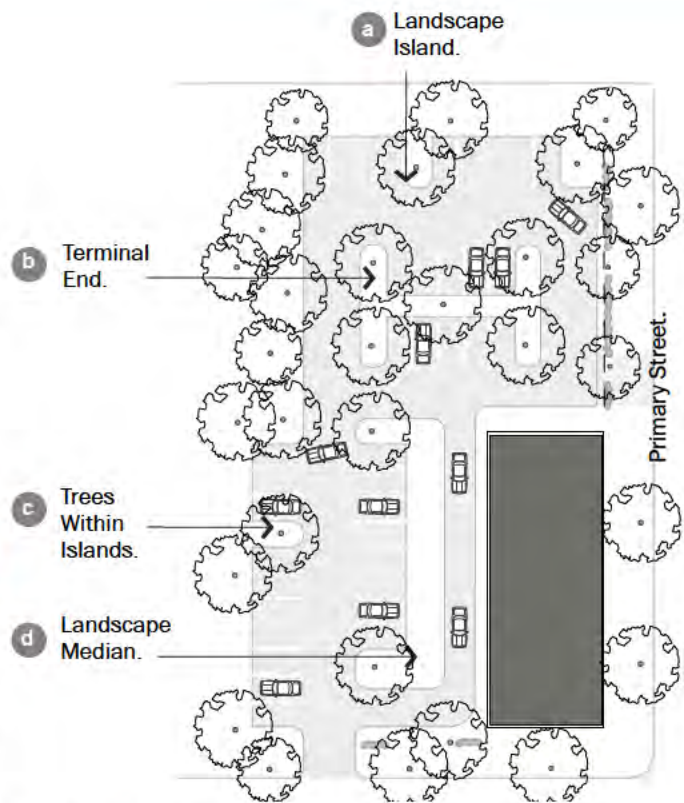 a Landscape
Island.
b Terminal
End.
Primary Street.
c Trees
Within
Islands.
d Landscape
Median.